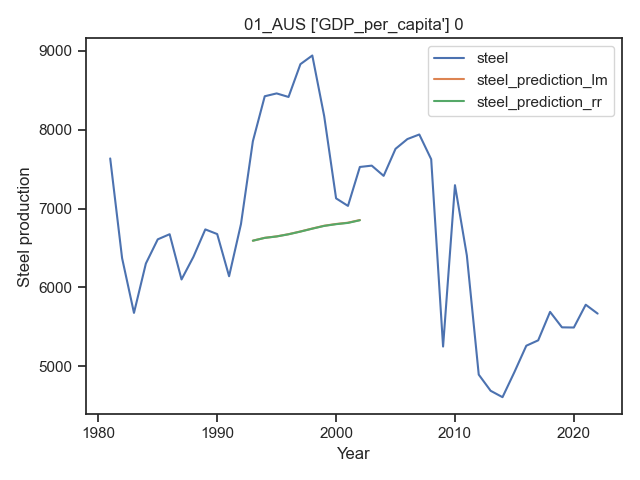 01_AUS ['GDP_per_capita'] 0
steel
steel_prediction_lm
steel_prediction_rr
Steel production
9000
8000
7000
6000
5000
1980
1990
2000
2010
2020
Year